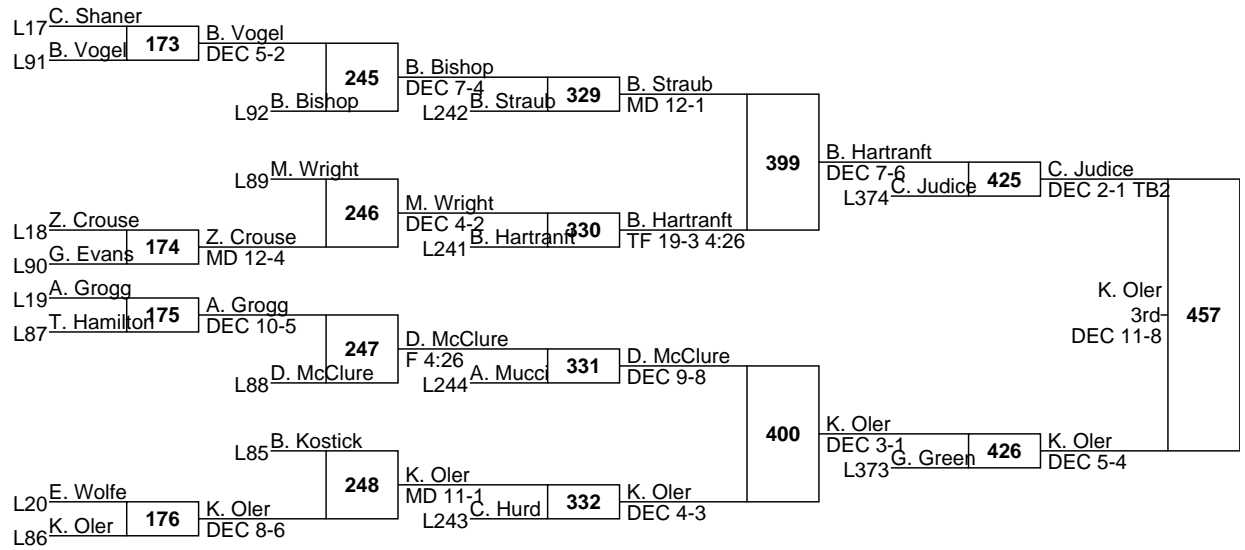 C. Shaner
L17
173
B. Vogel
L91
B. Vogel
DEC 5-2
245
B. Bishop
L92
B. Bishop
DEC 7-4
B. Straub
L242
329
B. Straub
MD 12-1
399
M. Wright
L89
246
Z. Crouse
L18
174
G. Evans
L90
Z. Crouse
MD 12-4
M. Wright
DEC 4-2
B. Hartranft
L241
330
B. Hartranft
TF 19-3 4:26
B. Hartranft
DEC 7-6
C. Judice
L374
425
C. Judice
DEC 2-1 TB2
A. Grogg
L19
175
T. Hamilton
L87
A. Grogg
DEC 10-5
247
D. McClure
L88
D. McClure
F 4:26
A. Mucci
L244
331
D. McClure
DEC 9-8
400
B. Kostick
L85
248
E. Wolfe
L20
176
K. Oler
L86
K. Oler
DEC 8-6
K. Oler
MD 11-1
C. Hurd
L243
332
K. Oler
DEC 4-3
K. Oler
DEC 3-1
G. Green
L373
426
K. Oler
DEC 5-4
457
K. Oler
3rd
DEC 11-8